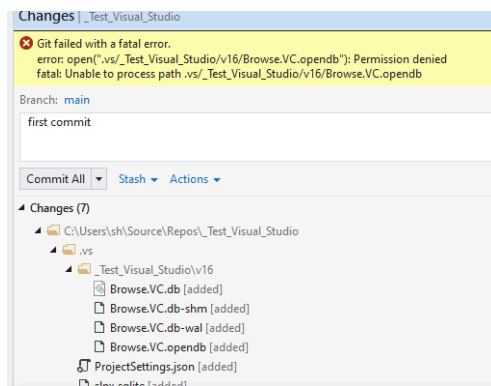 Changes | _Test_Visual_Studio
Git failed with a fatal error.
error: open(".vs/_Test_Visual_Studio/v16/Browse.VC.opendb"): Permission denied
fatal: Unable to process path .vs/_Test_Visual_Studio/v16/Browse.VC.opendb
Branch: main
first commit
Commit All Stash Actions
Changes (7)
C:\Users\sh\Source\Repos\_Test_Visual_Studio
.vs
_Test_Visual_Studio\v16
Browse.VC.db [added]
Browse.VC.db-shm [added]
Browse.VC.db-wal [added]
Browse.VC.opendb [added]
ProjectSettings.json [added]
slnx.sqlite [added]